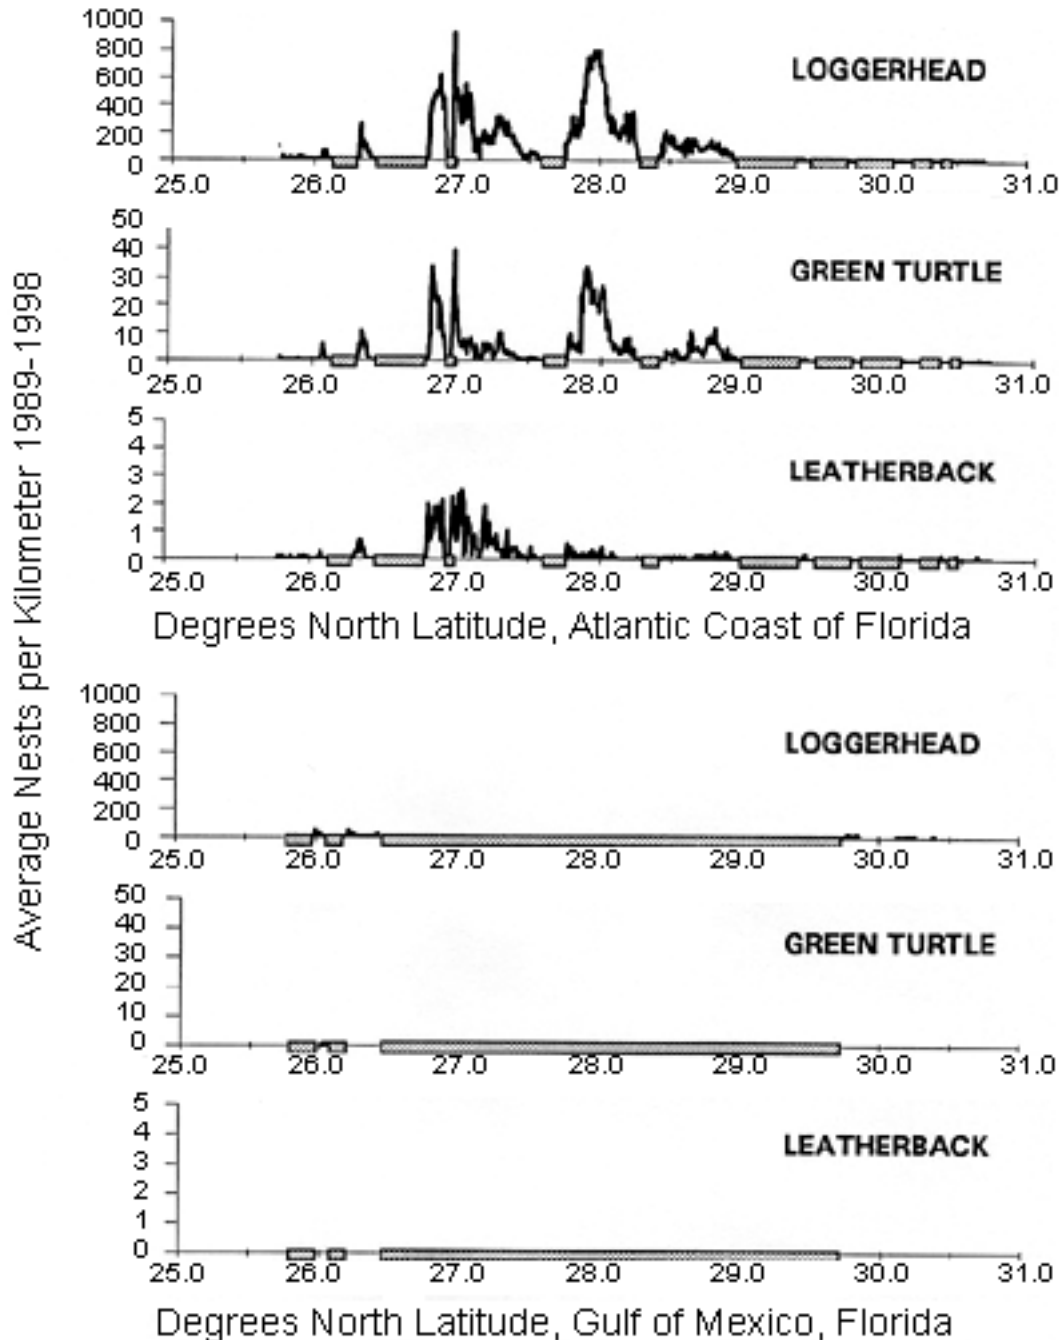 Average Nests per Kilometer 1989-1998
1000
800
600
400
200
0
LOGGERHEAD
25.0 26.0 27.0 28.0 29.0 30.0 31.0
50
40
30
20
10
0
GREEN TURTLE
25.0 26.0 27.0 28.0 29.0 30.0 31.0
5
4
3
2
1
0
LEATHERBACK
25.0 26.0 27.0 28.0 29.0 30.0 31.0
Degrees North Latitude, Atlantic Coast of Florida
1000
800
600
400
200
0
LOGGERHEAD
25.0 26.0 27.0 28.0 29.0 30.0 31.0
50
40
30
20
10
0
GREEN TURTLE
25.0 26.0 27.0 28.0 29.0 30.0 31.0
5
4
3
2
1
0
LEATHERBACK
25.0 26.0 27.0 28.0 29.0 30.0 31.0
Degrees North Latitude, Gulf of Mexico, Florida